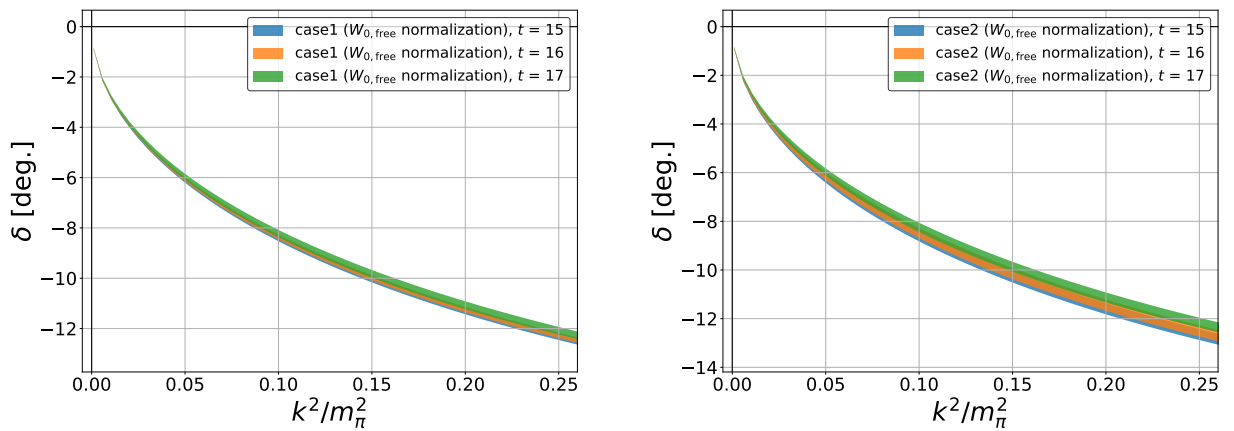 case1 (W0,free normalization), t = 15
case1 (W0,free normalization), t = 16
case1 (W0,free normalization), t = 17
0
−2
−4
−6
−8
−10
−12
δ [deg.]
0.00 0.05 0.10 0.15 0.20 0.25
k²/m²π
case2 (W0,free normalization), t = 15
case2 (W0,free normalization), t = 16
case2 (W0,free normalization), t = 17
0
−2
−4
−6
−8
−10
−12
−14
δ [deg.]
0.00 0.05 0.10 0.15 0.20 0.25
k²/m²π